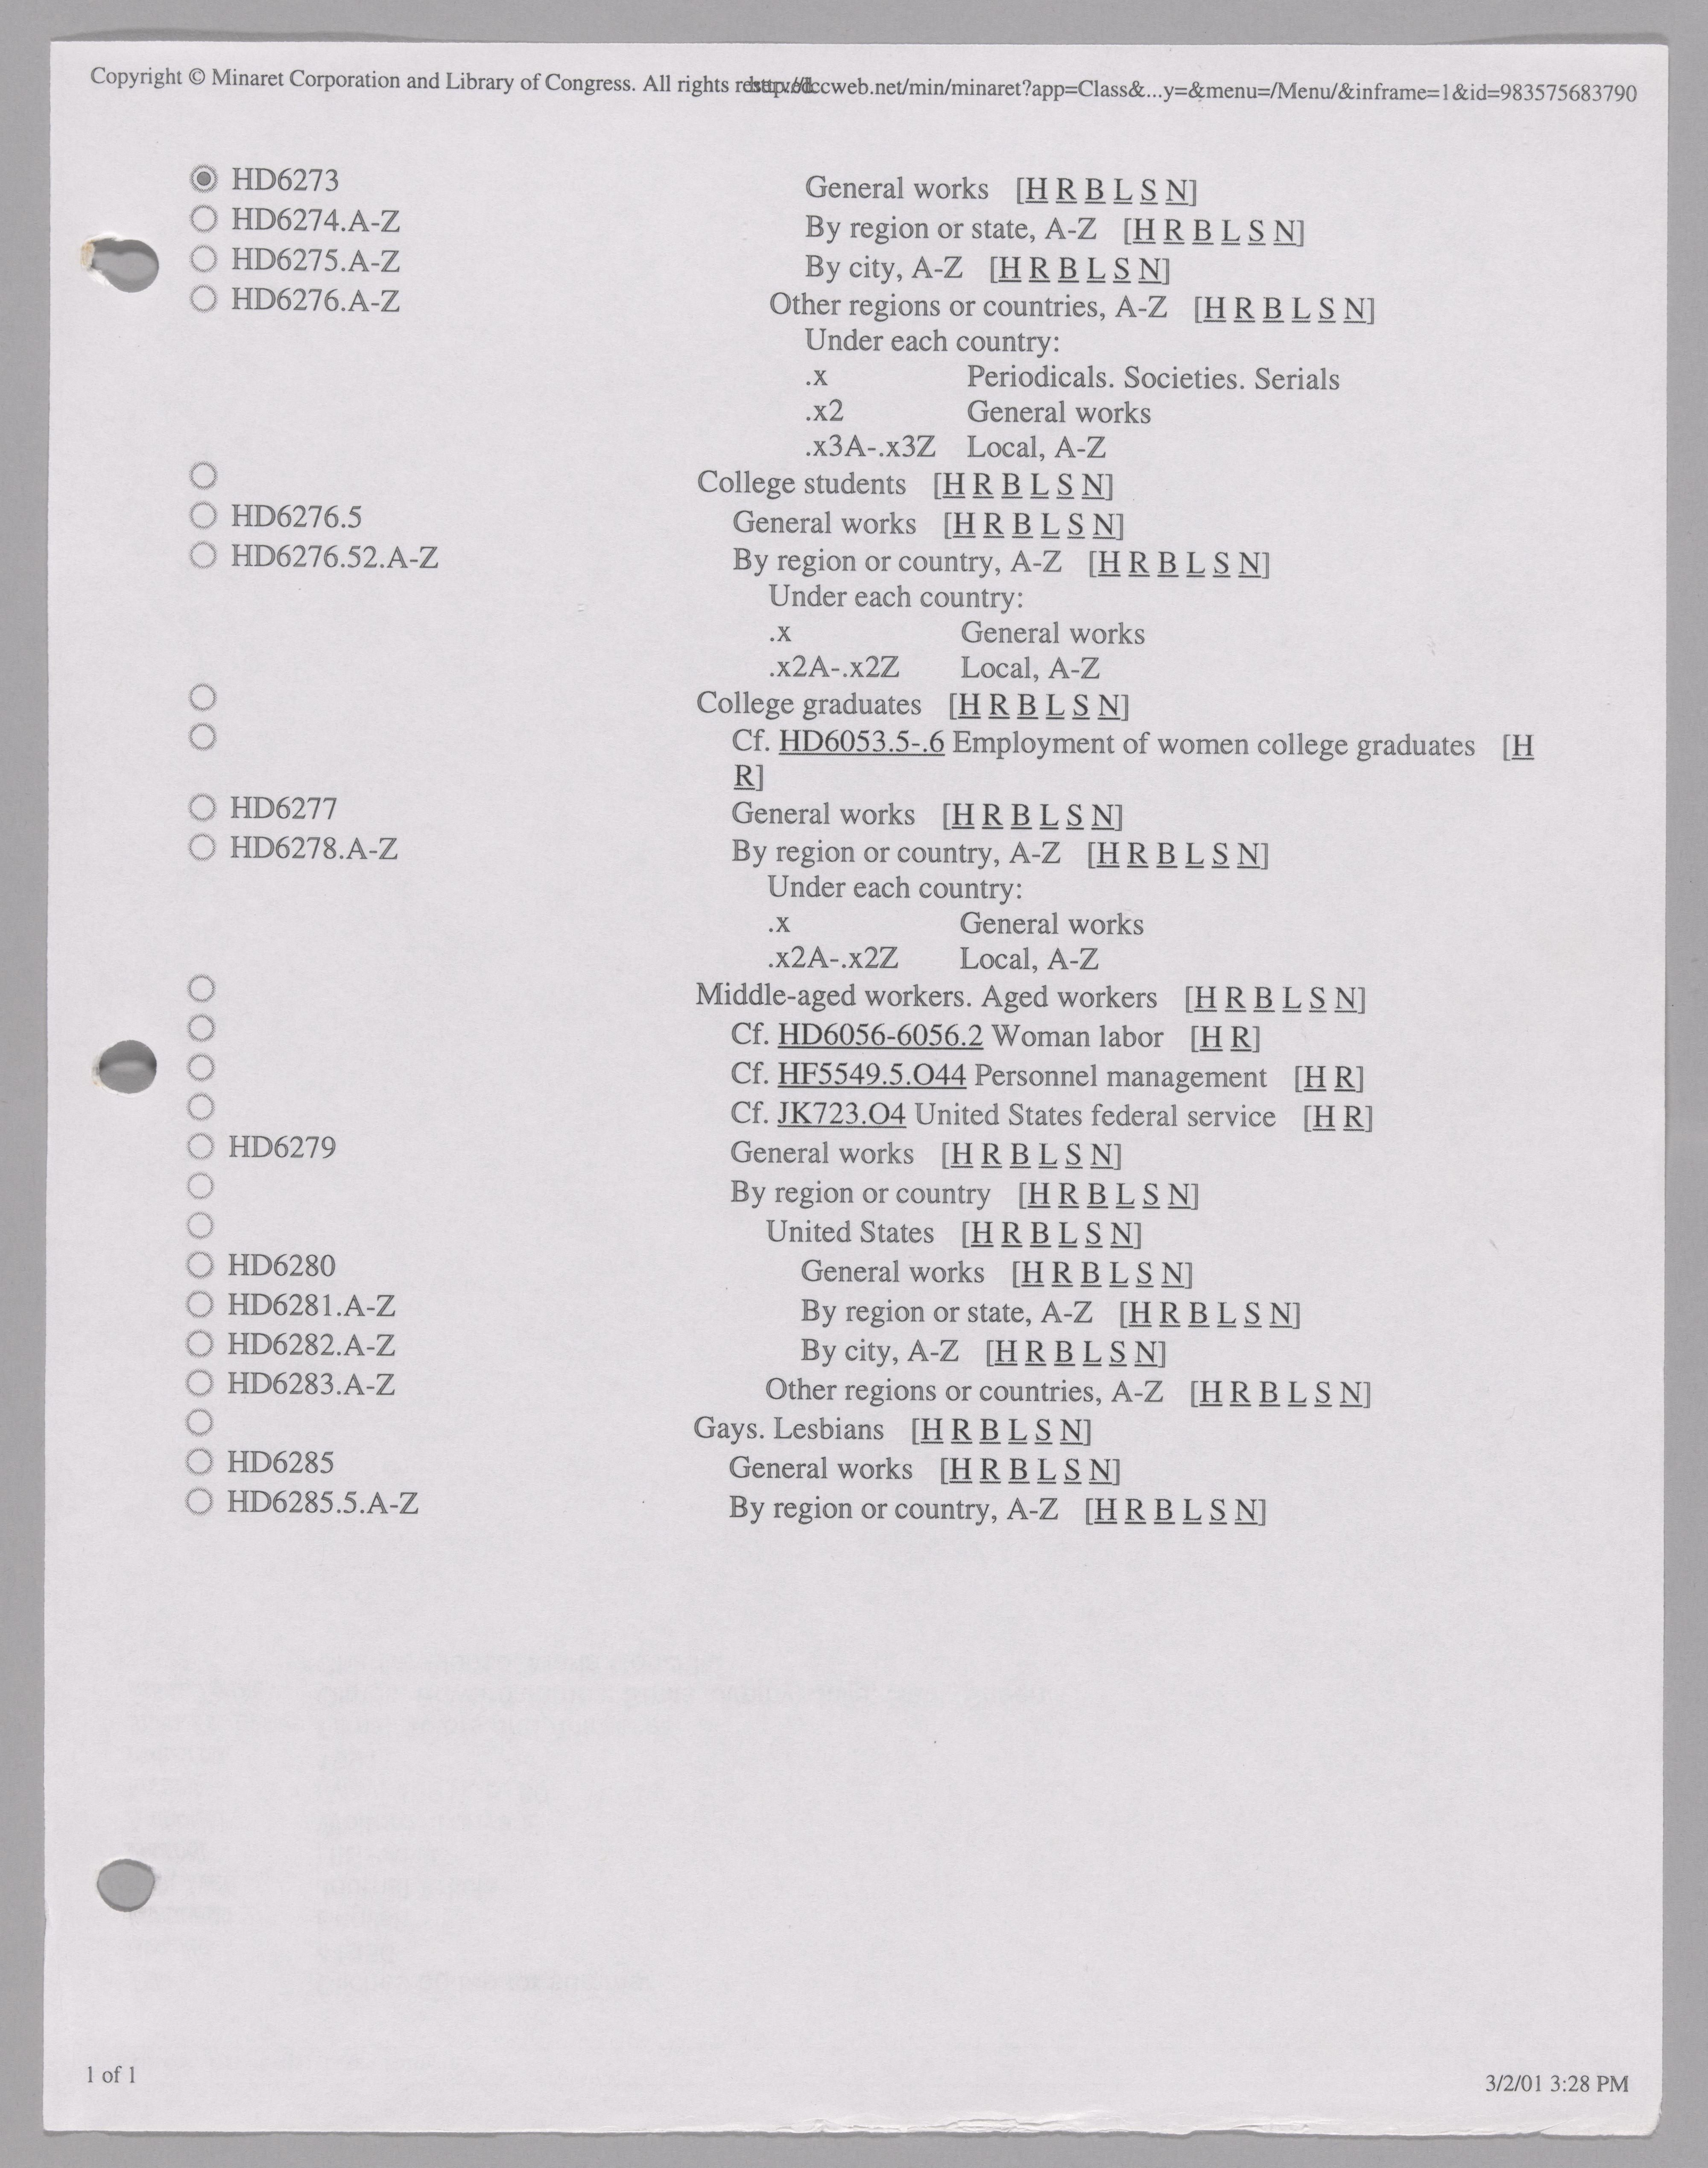 Copyright © Minaret Corporation and Library of Congress. All rights reserved. http://lccweb.net/min/minaret?app=Class&...y=&menu=/Menu/&inframe=1&id=983575683790
HD6273 General works [H R B L S N]
HD6274.A-Z By region or state, A-Z [H R B L S N]
HD6275.A-Z By city, A-Z [H R B L S N]
HD6276.A-Z Other regions or countries, A-Z [H R B L S N]
Under each country:
.x Periodicals. Societies. Serials
.x2 General works
.x3A-.x3Z Local, A-Z
College students [H R B L S N]
HD6276.5 General works [H R B L S N]
HD6276.52.A-Z By region or country, A-Z [H R B L S N]
Under each country:
.x General works
.x2A-.x2Z Local, A-Z
College graduates [H R B L S N]
Cf. HD6053.5-.6 Employment of women college graduates [H
R]
HD6277 General works [H R B L S N]
HD6278.A-Z By region or country, A-Z [H R B L S N]
Under each country:
.x General works
.x2A-.x2Z Local, A-Z
Middle-aged workers. Aged workers [H R B L S N]
Cf. HD6056-6056.2 Woman labor [H R]
Cf. HF5549.5.O44 Personnel management [H R]
Cf. JK723.O4 United States federal service [H R]
HD6279 General works [H R B L S N]
By region or country [H R B L S N]
United States [H R B L S N]
HD6280 General works [H R B L S N]
HD6281.A-Z By region or state, A-Z [H R B L S N]
HD6282.A-Z By city, A-Z [H R B L S N]
HD6283.A-Z Other regions or countries, A-Z [H R B L S N]
Gays. Lesbians [H R B L S N]
HD6285 General works [H R B L S N]
HD6285.5.A-Z By region or country, A-Z [H R B L S N]
1 of 1
3/2/01 3:28 PM